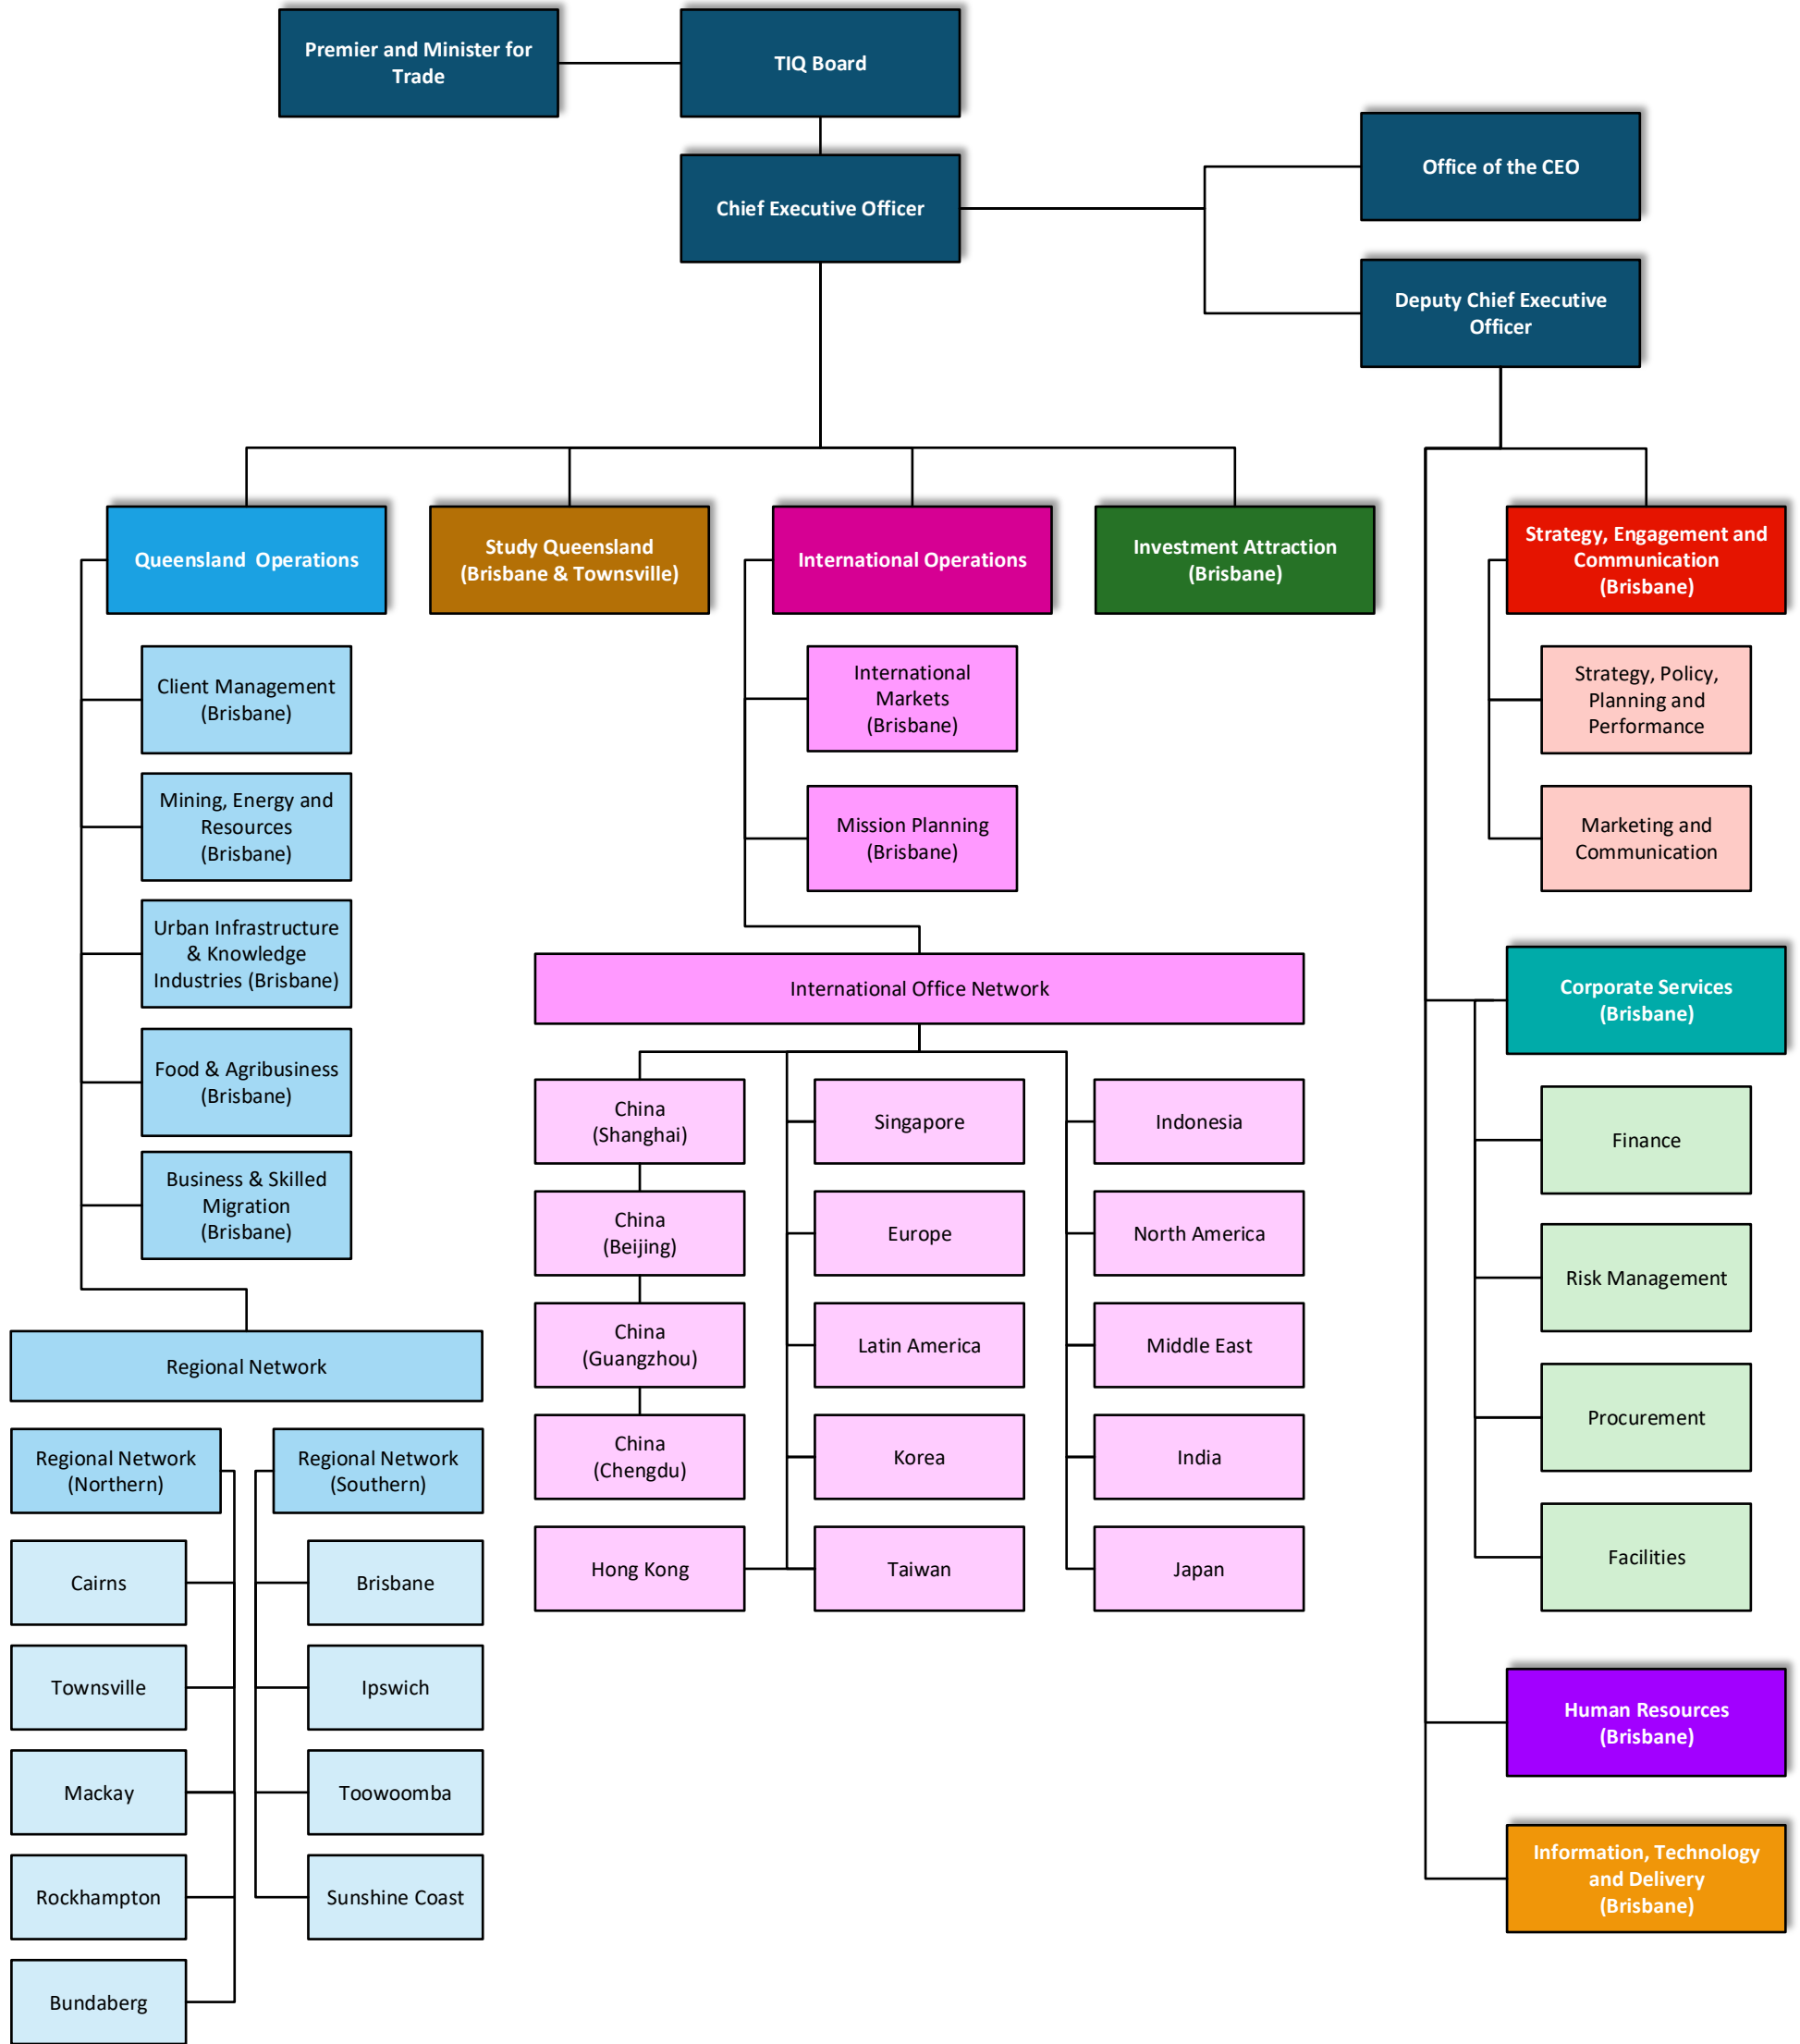 Premier and Minister for
Trade
TIQ Board
Chief Executive Officer
Office of the CEO
Deputy Chief Executive
Officer
Queensland  Operations
Study Queensland
(Brisbane & Townsville)
International Operations
Investment Attraction
(Brisbane)
Strategy, Engagement and
Communication
(Brisbane)
Client Management
(Brisbane)
Mining, Energy and
Resources
(Brisbane)
Urban Infrastructure
& Knowledge
Industries (Brisbane)
Food & Agribusiness
(Brisbane)
Business & Skilled
Migration
(Brisbane)
Regional Network
Regional Network
(Northern)
Cairns
Townsville
Mackay
Rockhampton
Bundaberg
Regional Network
(Southern)
Brisbane
Ipswich
Toowoomba
Sunshine Coast
International
Markets
(Brisbane)
Mission Planning
(Brisbane)
International Office Network
China
(Shanghai)
China
(Beijing)
China
(Guangzhou)
China
(Chengdu)
Hong Kong
Singapore
Europe
Latin America
Korea
Taiwan
Indonesia
North America
Middle East
India
Japan
Strategy, Policy,
Planning and
Performance
Marketing and
Communication
Corporate Services
(Brisbane)
Finance
Risk Management
Procurement
Facilities
Human Resources
(Brisbane)
Information, Technology
and Delivery
(Brisbane)